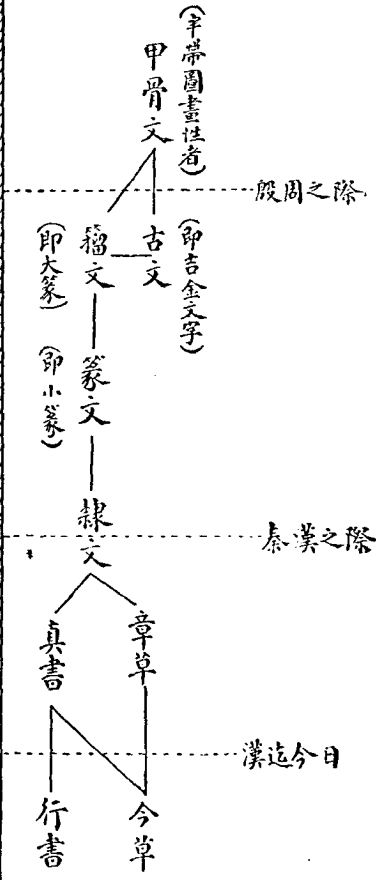 (半帶圖畫性者)
甲骨文
殷周之際
(即吉金文字)
古文
籀文
(即大篆)
篆文
(即小篆)
隸文
秦漢之際
章草
真書
漢迄今日
今草
行書